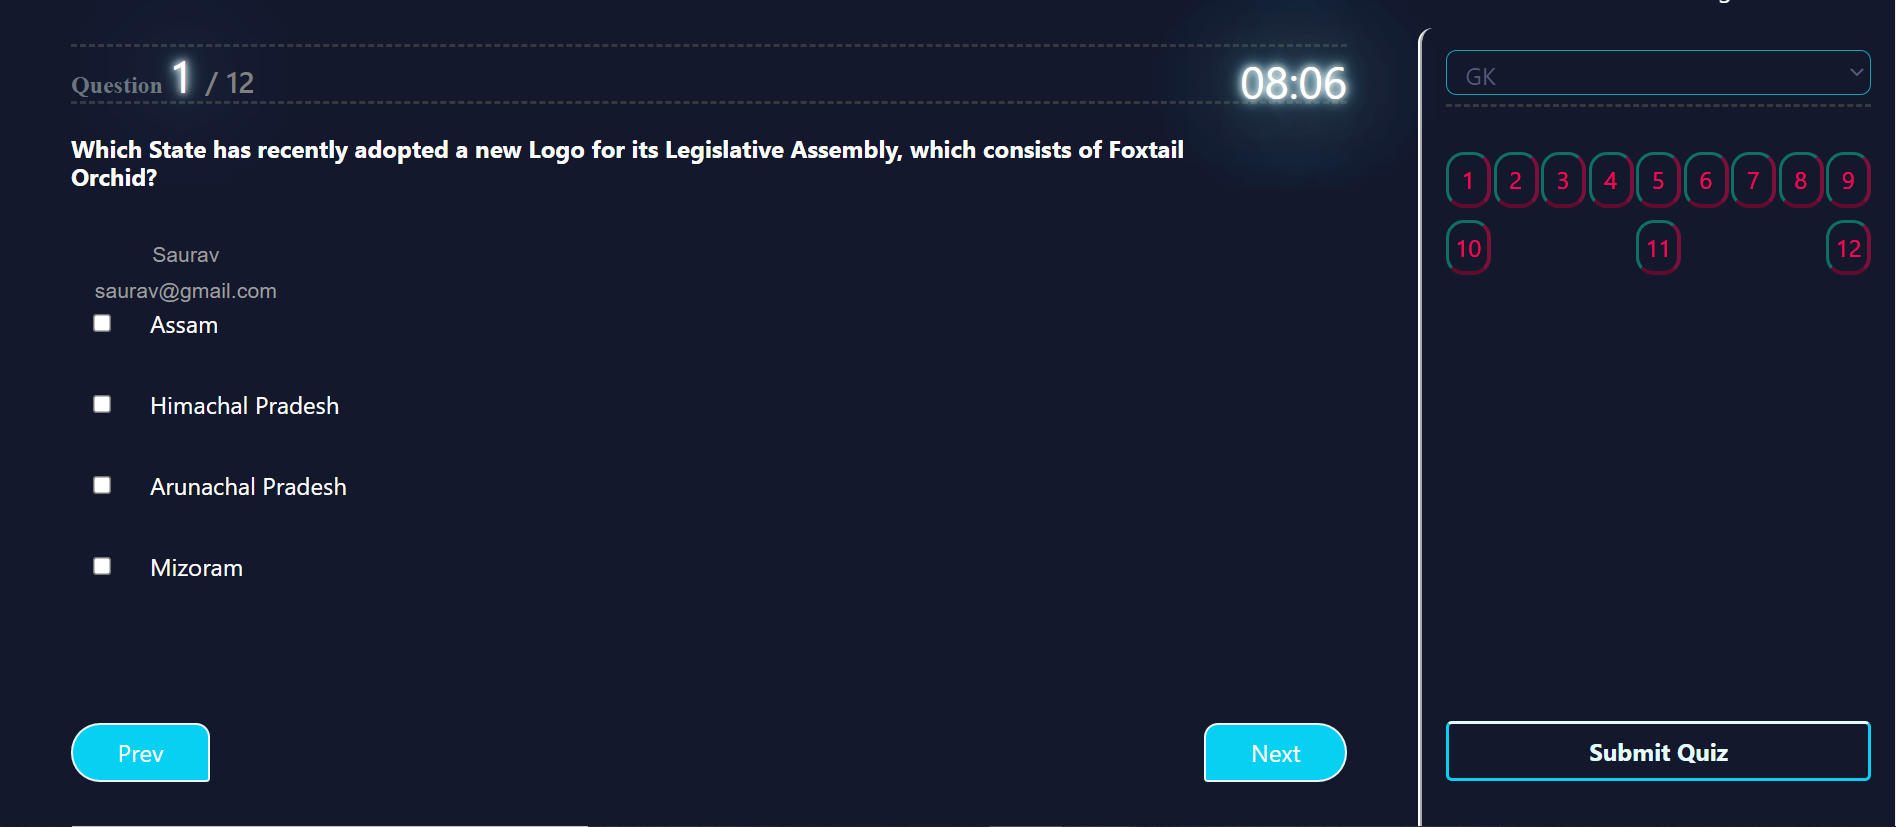 Question 1 / 12
08:06
Which State has recently adopted a new Logo for its Legislative Assembly, which consists of Foxtail
Orchid?
Saurav
saurav@gmail.com
Assam
Himachal Pradesh
Arunachal Pradesh
Mizoram
Prev
Next
GK
1 2 3 4 5 6 7 8 9
10 11 12
Submit Quiz